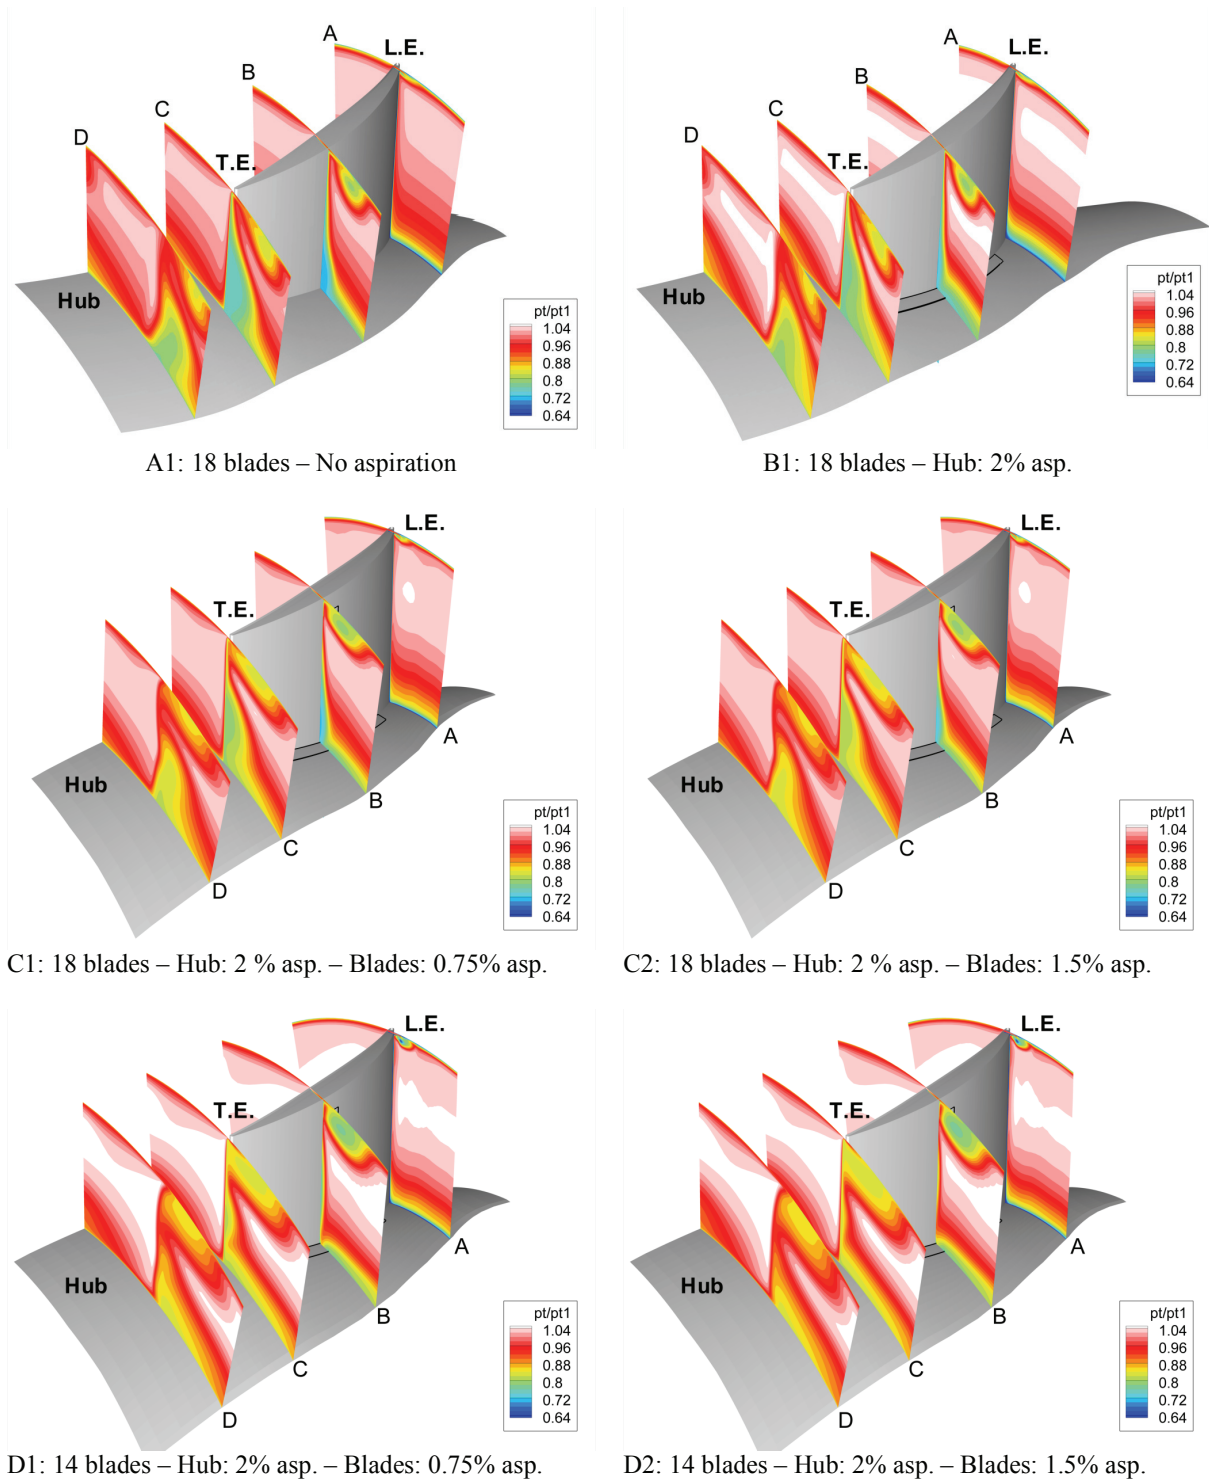 A
L.E.
B
C
D
T.E.
Hub
pt/pt1
1.04
0.96
0.88
0.8
0.72
0.64
A1: 18 blades – No aspiration
A
L.E.
B
C
D
T.E.
Hub
pt/pt1
1.04
0.96
0.88
0.8
0.72
0.64
B1: 18 blades – Hub: 2% asp.
L.E.
T.E.
1
A
Hub
B
C
D
pt/pt1
1.04
0.96
0.88
0.8
0.72
0.64
C1: 18 blades – Hub: 2 % asp. – Blades: 0.75% asp.
L.E.
T.E.
1
A
Hub
B
C
D
pt/pt1
1.04
0.96
0.88
0.8
0.72
0.64
C2: 18 blades – Hub: 2 % asp. – Blades: 1.5% asp.
L.E.
T.E.
1
A
Hub
B
C
D
pt/pt1
1.04
0.96
0.88
0.8
0.72
0.64
D1: 14 blades – Hub: 2% asp. – Blades: 0.75% asp.
L.E.
T.E.
1
A
Hub
B
C
D
pt/pt1
1.04
0.96
0.88
0.8
0.72
0.64
D2: 14 blades – Hub: 2% asp. – Blades: 1.5% asp.